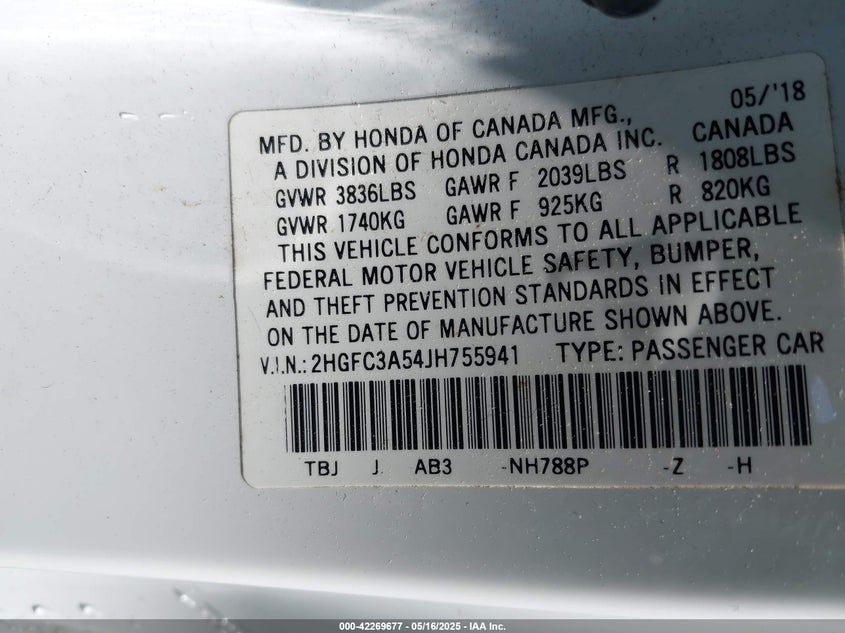 05/'18
MFD. BY HONDA OF CANADA MFG., CANADA
A DIVISION OF HONDA CANADA INC.
GVWR 3836LBS GAWR F 2039LBS R 1808LBS
GVWR 1740KG GAWR F 925KG R 820KG
THIS VEHICLE CONFORMS TO ALL APPLICABLE
FEDERAL MOTOR VEHICLE SAFETY, BUMPER,
AND THEFT PREVENTION STANDARDS IN EFFECT
ON THE DATE OF MANUFACTURE SHOWN ABOVE.
V.I.N.: 2HGFC3A54JH755941 TYPE: PASSENGER CAR
TBJ J. AB3 -NH788P -Z -H
000-42269677 - 05/16/2025 - IAA Inc.